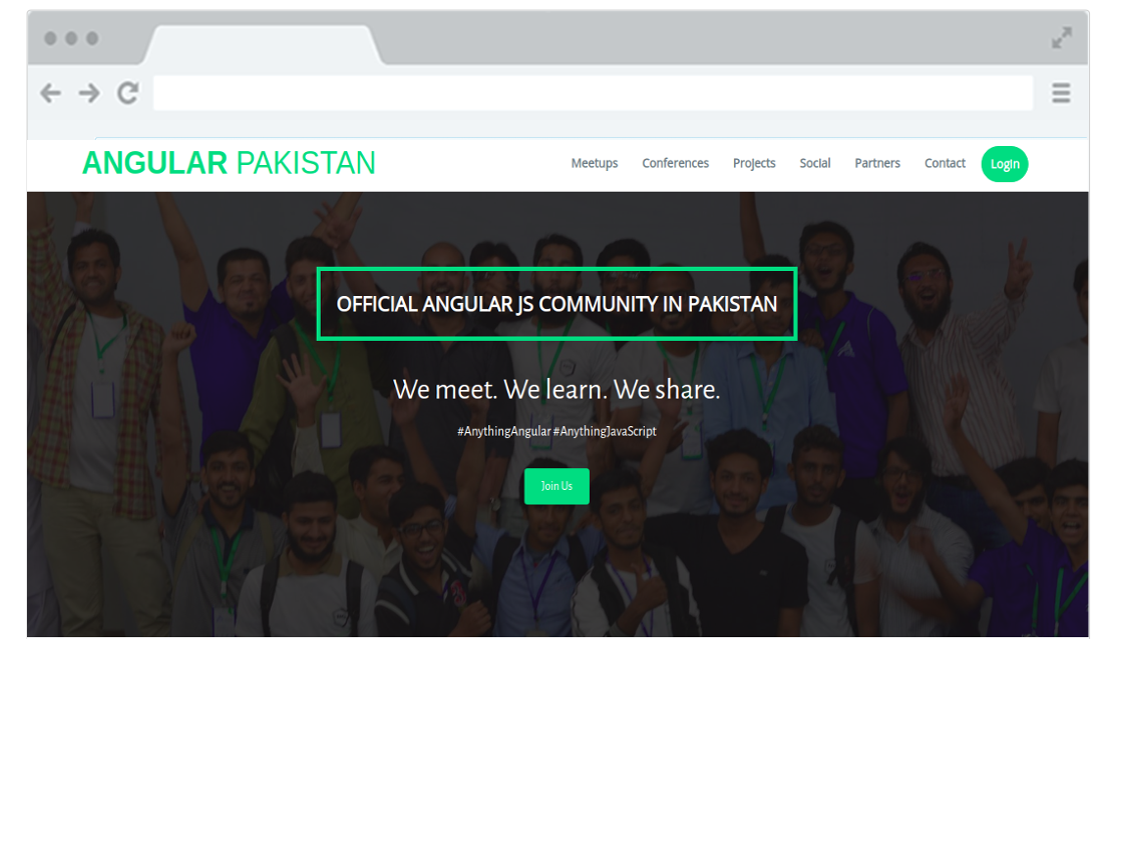 ANGULAR PAKISTAN
Meetups Conferences Projects Social Partners Contact Login
OFFICIAL ANGULAR JS COMMUNITY IN PAKISTAN
We meet. We learn. We share.
#AnythingAngular #AnythingJavaScript
Join Us